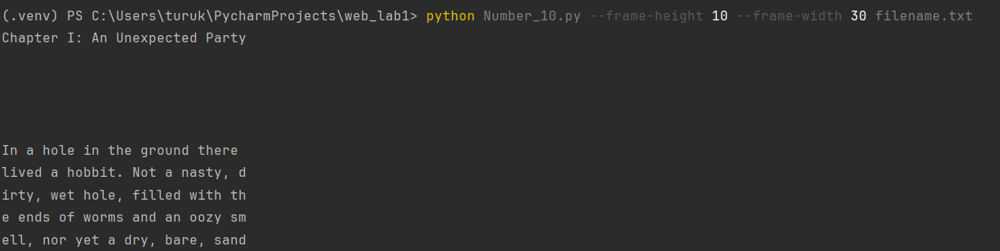 (.venv) PS C:\Users\turuk\PycharmProjects\web_lab1> python Number_10.py --frame-height 10 --frame-width 30 filename.txt
Chapter I: An Unexpected Party
In a hole in the ground there
lived a hobbit. Not a nasty, d
irty, wet hole, filled with th
e ends of worms and an oozy sm
ell, nor yet a dry, bare, sand